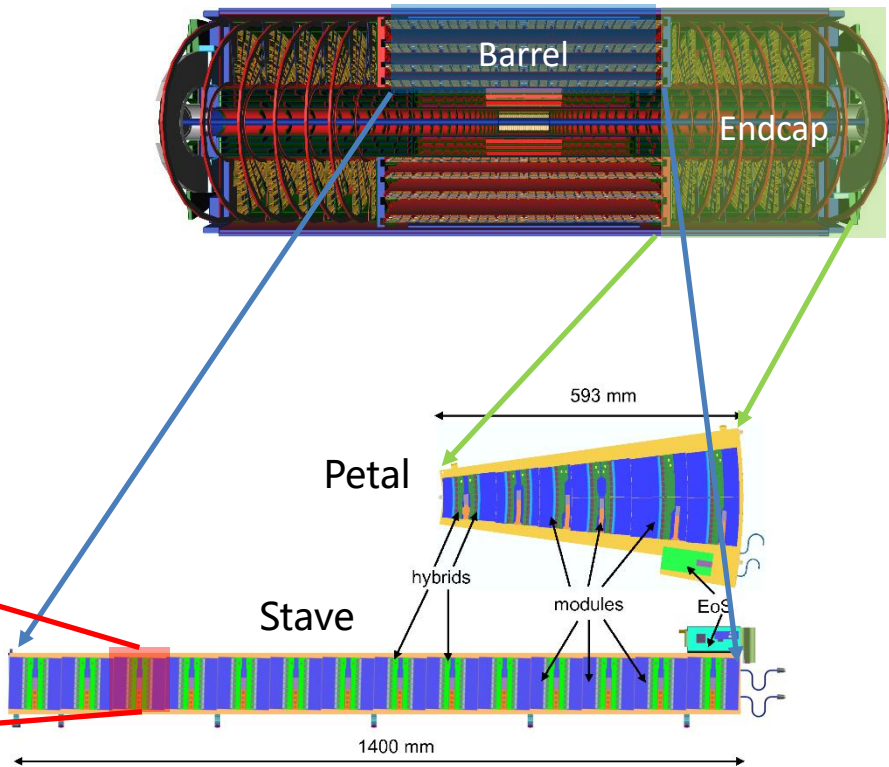 Barrel
Endcap
593 mm
Petal
hybrids
modules
EoS
Stave
1400 mm